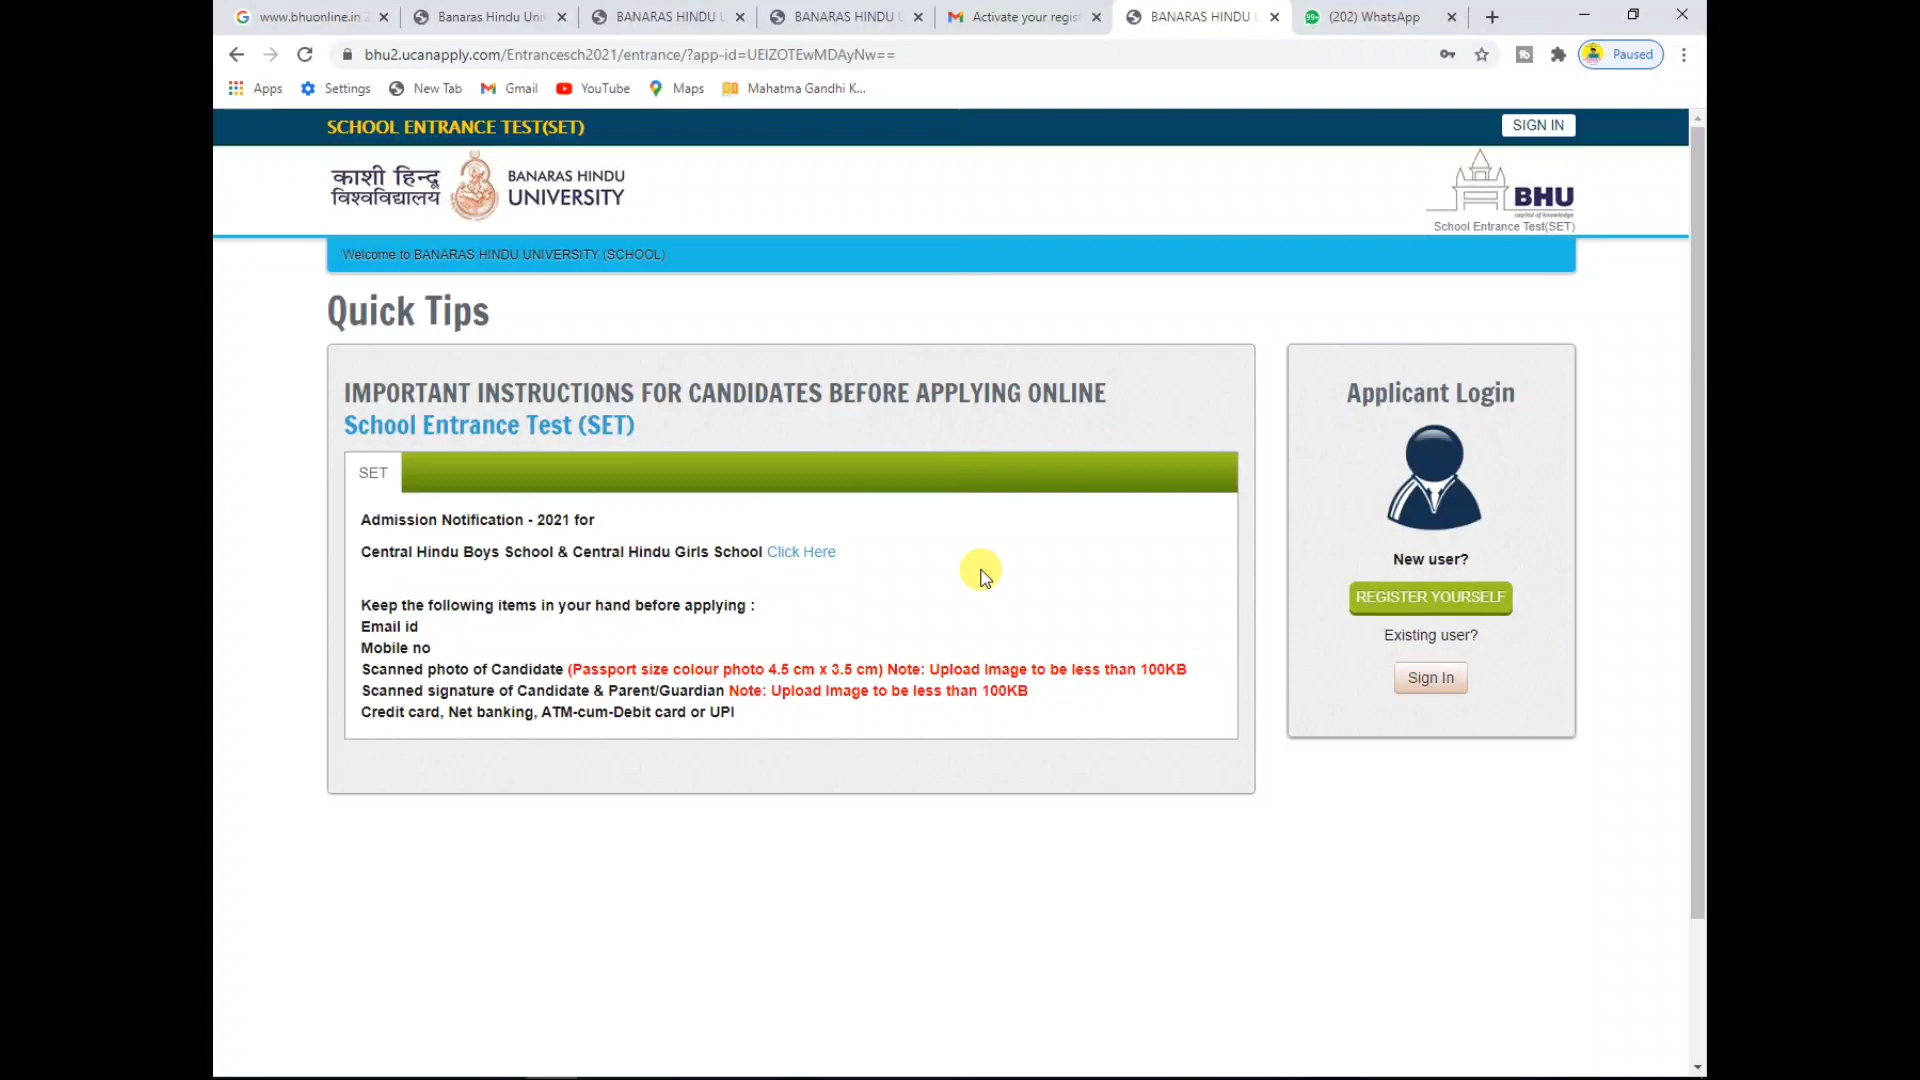 www.bhuonline.in
Banaras Hindu Uni
BANARAS HINDU U
BANARAS HINDU U
Activate your regis
BANARAS HINDU U
(202) WhatsApp
bhu2.ucanapply.com/Entrancesch2021/entrance/?app-id=UElZOTEwMDAyNw==
Paused
Apps
Settings
New Tab
Gmail
YouTube
Maps
Mahatma Gandhi K...
SCHOOL ENTRANCE TEST(SET)
SIGN IN
काशी हिन्दू
विश्वविद्यालय
BANARAS HINDU
UNIVERSITY
BHU
capital of knowledge
School Entrance Test(SET)
Welcome to BANARAS HINDU UNIVERSITY (SCHOOL)
Quick Tips
IMPORTANT INSTRUCTIONS FOR CANDIDATES BEFORE APPLYING ONLINE
School Entrance Test (SET)
SET
Admission Notification - 2021 for
Central Hindu Boys School & Central Hindu Girls School Click Here
Keep the following items in your hand before applying :
Email id
Mobile no
Scanned photo of Candidate (Passport size colour photo 4.5 cm x 3.5 cm) Note: Upload Image to be less than 100KB
Scanned signature of Candidate & Parent/Guardian Note: Upload Image to be less than 100KB
Credit card, Net banking, ATM-cum-Debit card or UPI
Applicant Login
New user?
REGISTER YOURSELF
Existing user?
Sign In